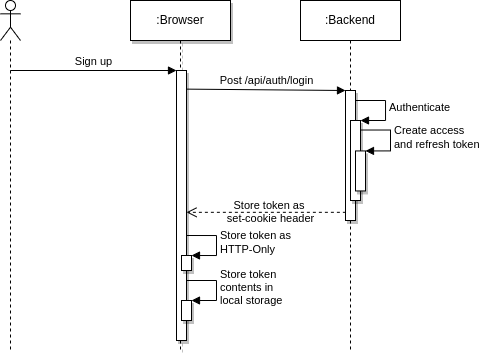 :Browser
:Backend
Sign up
Post /api/auth/login
Authenticate
Create access
and refresh token
Store token as
set-cookie header
Store token as
HTTP-Only
Store token
contents in
local storage